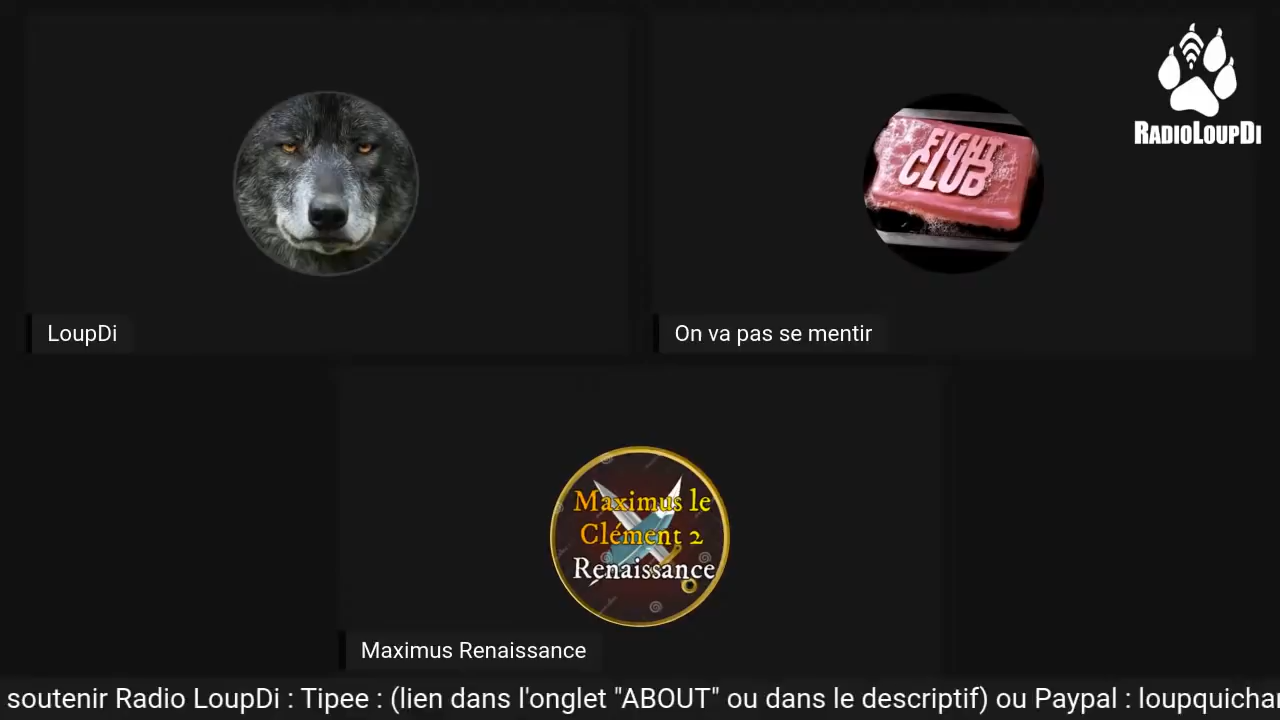 RADIOLOUPDI
FIGHT
CLUB
LoupDi
On va pas se mentir
Maximus le
Clément 2
Renaissance
Maximus Renaissance
soutenir Radio LoupDi : Tipee : (lien dans l'onglet "ABOUT" ou dans le descriptif) ou Paypal : loupquicha